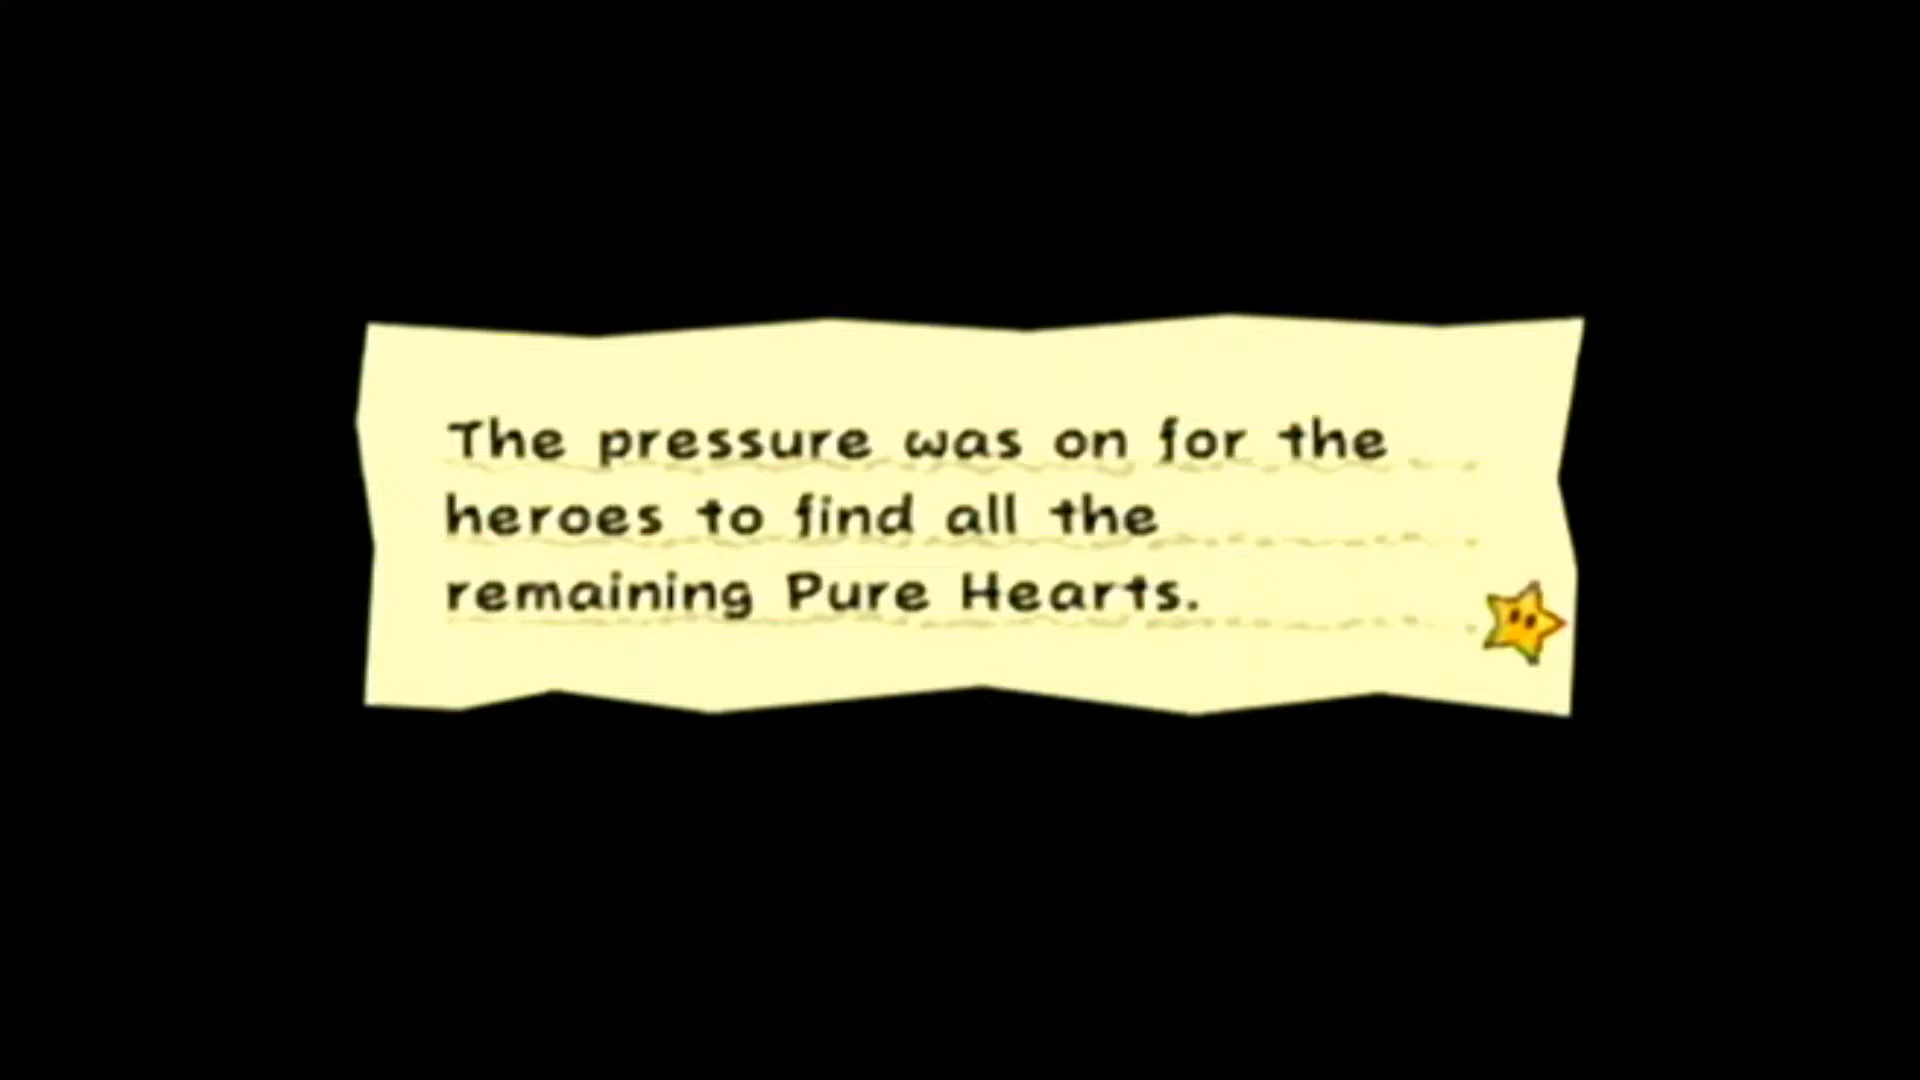 The pressure was on for the
heroes to find all the
remaining Pure Hearts.